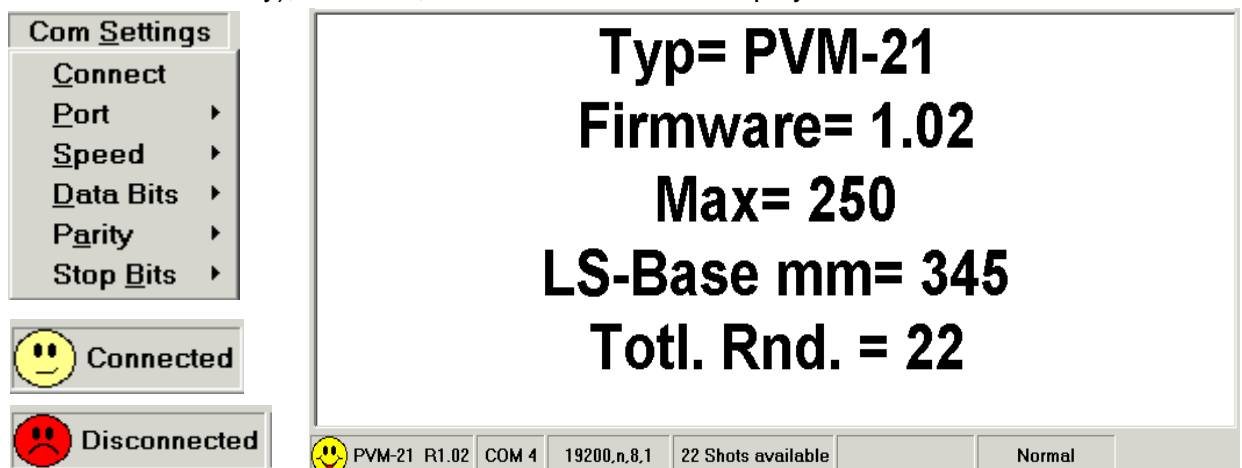 Com Settings
Connect
Port
Speed
Data Bits
Parity
Stop Bits
Connected
Disconnected
Typ= PVM-21
Firmware= 1.02
Max= 250
LS-Base mm= 345
Totl. Rnd. = 22
PVM-21 R1.02 COM 4 19200,n,8,1 22 Shots available Normal